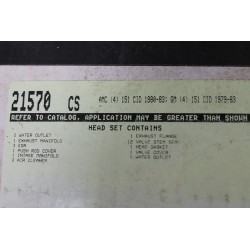 21570 CS AMC (4) 151 CID 1980-83; GM (4) 151 CID 1979-83
REFER TO CATALOG, APPLICATION MAY BE GREATER THAN SHOWN
HEAD SET CONTAINS
2 WATER OUTLET
1 EXHAUST MANIFOLD
1 EGR
1 PUSH ROD COVER
1 INTAKE MANIFOLD
2 AIR CLEANER
1 EXHAUST FLANGE
12 VALVE STEM SEAL
1 HEAD GASKET
1 VALVE COVER
1 WATER OUTLET